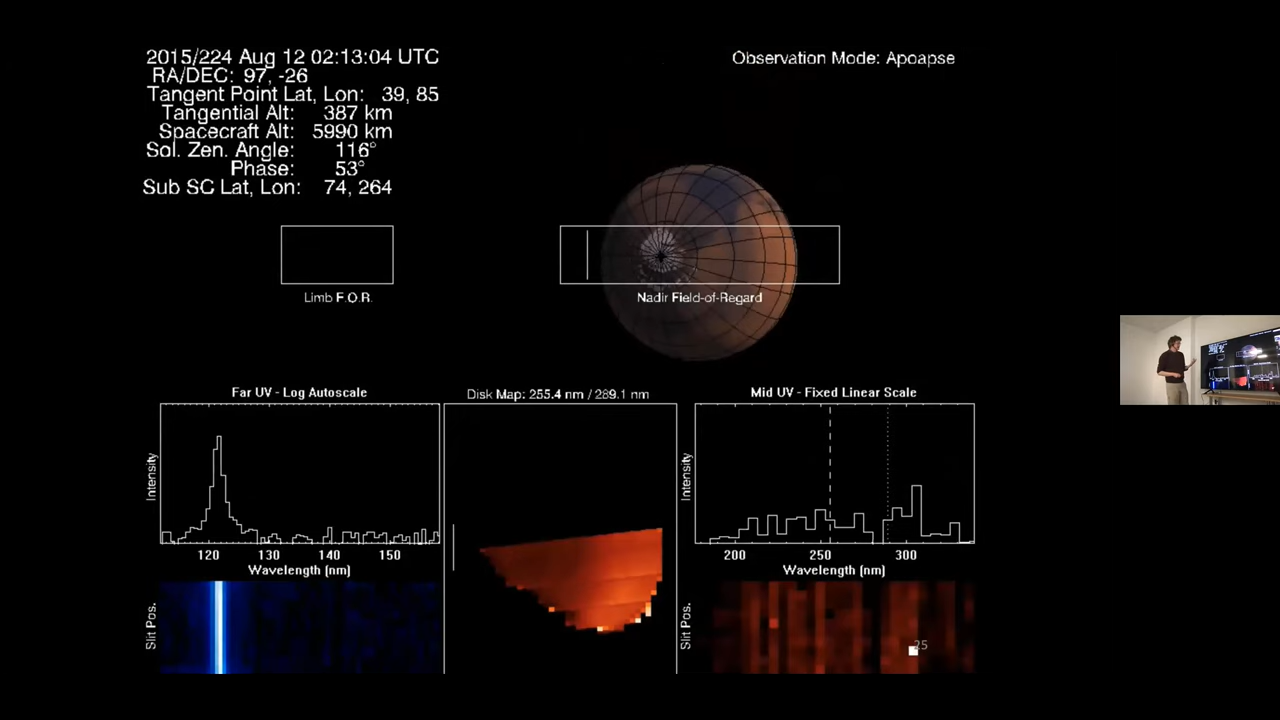 2015/224 Aug 12 02:13:04 UTC
RA/DEC: 97, -26
Tangent Point Lat, Lon: 39, 85
Tangential Alt: 387 km
Spacecraft Alt: 5990 km
Sol. Zen. Angle: 116°
Phase: 53°
Sub SC Lat, Lon: 74, 264
Observation Mode: Apoapse
Limb F.O.R.
Nadir Field-of-Regard
Far UV - Log Autoscale
Intensity
120 130 140 150
Wavelength (nm)
Slit Pos.
Disk Map: 255.4 nm / 289.1 nm
Mid UV - Fixed Linear Scale
Intensity
200 250 300
Wavelength (nm)
Slit Pos.
25